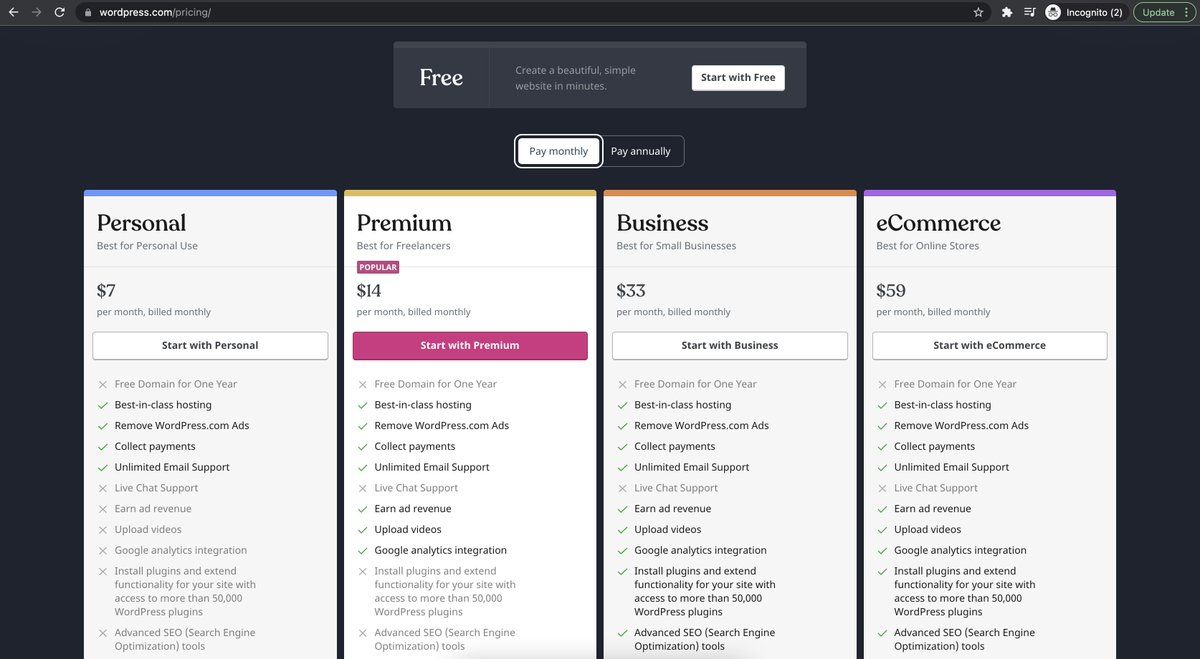 wordpress.com/pricing/
Incognito (2)
Update
Free
Create a beautiful, simple
website in minutes.
Start with Free
Pay monthly
Pay annually
Personal
Best for Personal Use
$7
per month, billed monthly
Start with Personal
Free Domain for One Year
Best-in-class hosting
Remove WordPress.com Ads
Collect payments
Unlimited Email Support
Live Chat Support
Earn ad revenue
Upload videos
Google analytics integration
Install plugins and extend
functionality for your site with
access to more than 50,000
WordPress plugins
Advanced SEO (Search Engine
Optimization) tools
Premium
Best for Freelancers
POPULAR
$14
per month, billed monthly
Start with Premium
Free Domain for One Year
Best-in-class hosting
Remove WordPress.com Ads
Collect payments
Unlimited Email Support
Live Chat Support
Earn ad revenue
Upload videos
Google analytics integration
Install plugins and extend
functionality for your site with
access to more than 50,000
WordPress plugins
Advanced SEO (Search Engine
Optimization) tools
Business
Best for Small Businesses
$33
per month, billed monthly
Start with Business
Free Domain for One Year
Best-in-class hosting
Remove WordPress.com Ads
Collect payments
Unlimited Email Support
Live Chat Support
Earn ad revenue
Upload videos
Google analytics integration
Install plugins and extend
functionality for your site with
access to more than 50,000
WordPress plugins
Advanced SEO (Search Engine
Optimization) tools
eCommerce
Best for Online Stores
$59
per month, billed monthly
Start with eCommerce
Free Domain for One Year
Best-in-class hosting
Remove WordPress.com Ads
Collect payments
Unlimited Email Support
Live Chat Support
Earn ad revenue
Upload videos
Google analytics integration
Install plugins and extend
functionality for your site with
access to more than 50,000
WordPress plugins
Advanced SEO (Search Engine
Optimization) tools